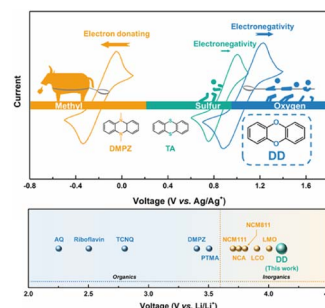 Electron donating
Electronegativity
Electronegativity
Current
Methyl
Sulfur
Oxygen
DMPZ
TA
DD
-0.8 -0.4 0.0 0.4 0.8 1.2 1.6
Voltage (V vs. Ag/Ag⁺)
NCM811
AQ Riboflavin TCNQ DMPZ NCM111 LMO
PTMA NCA LCO DD
(This work)
Organics Inorganics
2.0 2.5 3.0 3.5 4.0 4.5
Voltage (V vs. Li/Li⁺)